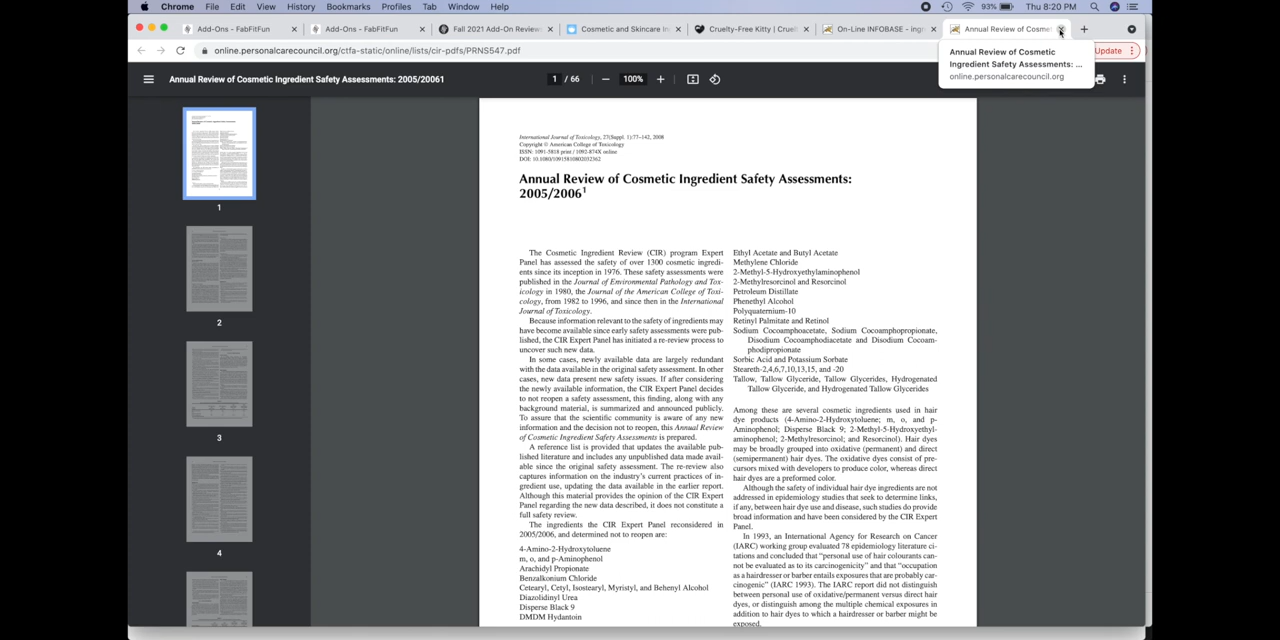 Chrome File Edit View History Bookmarks Profiles Tab Window Help 93% Thu 8:20 PM
Add-Ons - FabFitFun
Add-Ons - FabFitFun
Fall 2021 Add-On Review
Cosmetic and Skincare In
Cruelty-Free Kitty | Cruel
On-Line INFOBASE - ingr
Annual Review of Cosmet
online.personalcarecouncil.org/ctfa-static/online/lists/cir-pdfs/PRNS547.pdf
Update
Annual Review of Cosmetic
Ingredient Safety Assessments: ...
online.personalcarecouncil.org
Annual Review of Cosmetic Ingredient Safety Assessments: 2005/20061
1 / 66
100%
1
2
3
4
International Journal of Toxicology, 27(Suppl. 1):77–142, 2008
Copyright © American College of Toxicology
ISSN: 1091-5818 print / 1092-874X online
DOI: 10.1080/10915810802032362
Annual Review of Cosmetic Ingredient Safety Assessments:
2005/2006¹
The Cosmetic Ingredient Review (CIR) program Expert
Panel has assessed the safety of over 1300 cosmetic ingredi-
ents since its inception in 1976. These safety assessments were
published in the Journal of Environmental Pathology and Tox-
icology in 1980, the Journal of the American College of Toxi-
cology, from 1982 to 1996, and since then in the International
Journal of Toxicology.
Because information relevant to the safety of ingredients may
have become available since early safety assessments were pub-
lished, the CIR Expert Panel has initiated a re-review process to
uncover such new data.
In some cases, newly available data are largely redundant
with the data available in the original safety assessment. In other
cases, new data present new safety issues. If after considering
the newly available information, the CIR Expert Panel decides
to not reopen a safety assessment, this finding, along with any
background material, is summarized and announced publicly.
To assure that the scientific community is aware of any new
information and the decision not to reopen, this Annual Review
of Cosmetic Ingredient Safety Assessments is prepared.
A reference list is provided that updates the available pub-
lished literature and includes any unpublished data made avail-
able since the original safety assessment. The re-review also
captures information on the industry's current practices of in-
gredient use, updating the data available in the earlier report.
Although this material provides the opinion of the CIR Expert
Panel regarding the new data described, it does not constitute a
full safety review.
The ingredients the CIR Expert Panel reconsidered in
2005/2006, and determined not to reopen are:
4-Amino-2-Hydroxytoluene
m, o, and p-Aminophenol
Arachidyl Propionate
Benzalkonium Chloride
Cetearyl, Cetyl, Isostearyl, Myristyl, and Behenyl Alcohol
Diazolidinyl Urea
Disperse Black 9
DMDM Hydantoin
Ethyl Acetate and Butyl Acetate
Methylene Chloride
2-Methyl-5-Hydroxyethylaminophenol
2-Methylresorcinol and Resorcinol
Petroleum Distillate
Phenethyl Alcohol
Polyquaternium-10
Retinyl Palmitate and Retinol
Sodium Cocoamphoacetate, Sodium Cocoamphopropionate,
Disodium Cocoamphodiacetate and Disodium Cocoam-
phodipropionate
Sorbic Acid and Potassium Sorbate
Steareth-2,4,6,7,10,13,15, and -20
Tallow, Tallow Glyceride, Tallow Glycerides, Hydrogenated
Tallow Glyceride, and Hydrogenated Tallow Glycerides
Among these are several cosmetic ingredients used in hair
dye products (4-Amino-2-Hydroxytoluene; m, o, and p-
Aminophenol; Disperse Black 9; 2-Methyl-5-Hydroxyethyl-
aminophenol; 2-Methylresorcinol; and Resorcinol). Hair dyes
may be broadly grouped into oxidative (permanent) and direct
(semipermanent) hair dyes. The oxidative dyes consist of pre-
cursors mixed with developers to produce color, whereas direct
hair dyes are a preformed color.
Although the safety of individual hair dye ingredients are not
addressed in epidemiology studies that seek to determine links,
if any, between hair dye use and disease, such studies do provide
broad information and have been considered by the CIR Expert
Panel.
In 1993, an International Agency for Research on Cancer
(IARC) working group evaluated 78 epidemiology literature ci-
tations and concluded that "personal use of hair colourants can-
not be evaluated as to its carcinogenicity" and that "occupation
as a hairdresser or barber entails exposures that are probably car-
cinogenic" (IARC 1993). The IARC report did not distinguish
between personal use of oxidative/permanent versus direct hair
dyes, or distinguish among the multiple chemical exposures in
addition to hair dyes to which a hairdresser or barber might be
exposed.